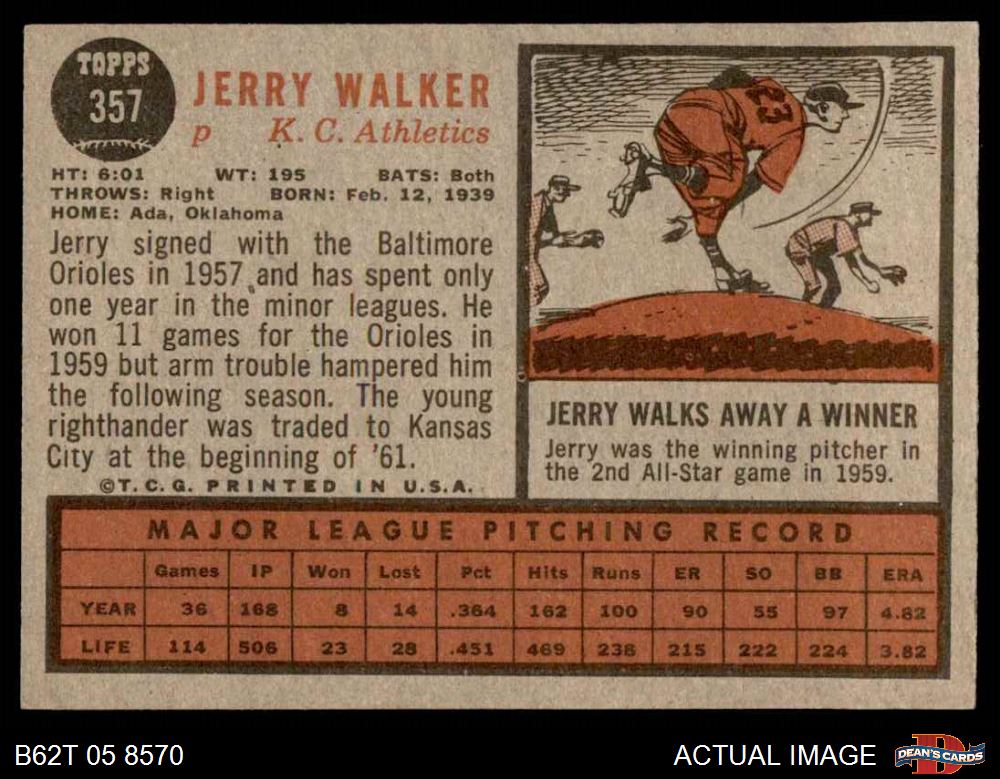 TOPPS
357
JERRY WALKER
p K. C. Athletics
HT: 6:01 WT: 195 BATS: Both
THROWS: Right BORN: Feb. 12, 1939
HOME: Ada, Oklahoma
Jerry signed with the Baltimore
Orioles in 1957 and has spent only
one year in the minor leagues. He
won 11 games for the Orioles in
1959 but arm trouble hampered him
the following season. The young
righthander was traded to Kansas
City at the beginning of '61.
©T. C. G. PRINTED IN U.S.A.
23
JERRY WALKS AWAY A WINNER
Jerry was the winning pitcher in
the 2nd All-Star game in 1959.
MAJOR LEAGUE PITCHING RECORD
Games IP Won Lost Pct Hits Runs ER SO BB ERA
YEAR 36 168 8 14 .364 162 100 90 55 97 4.82
LIFE 114 506 23 28 .451 469 238 215 222 224 3.82
B62T 05 8570
ACTUAL IMAGE
DEAN'S CARDS